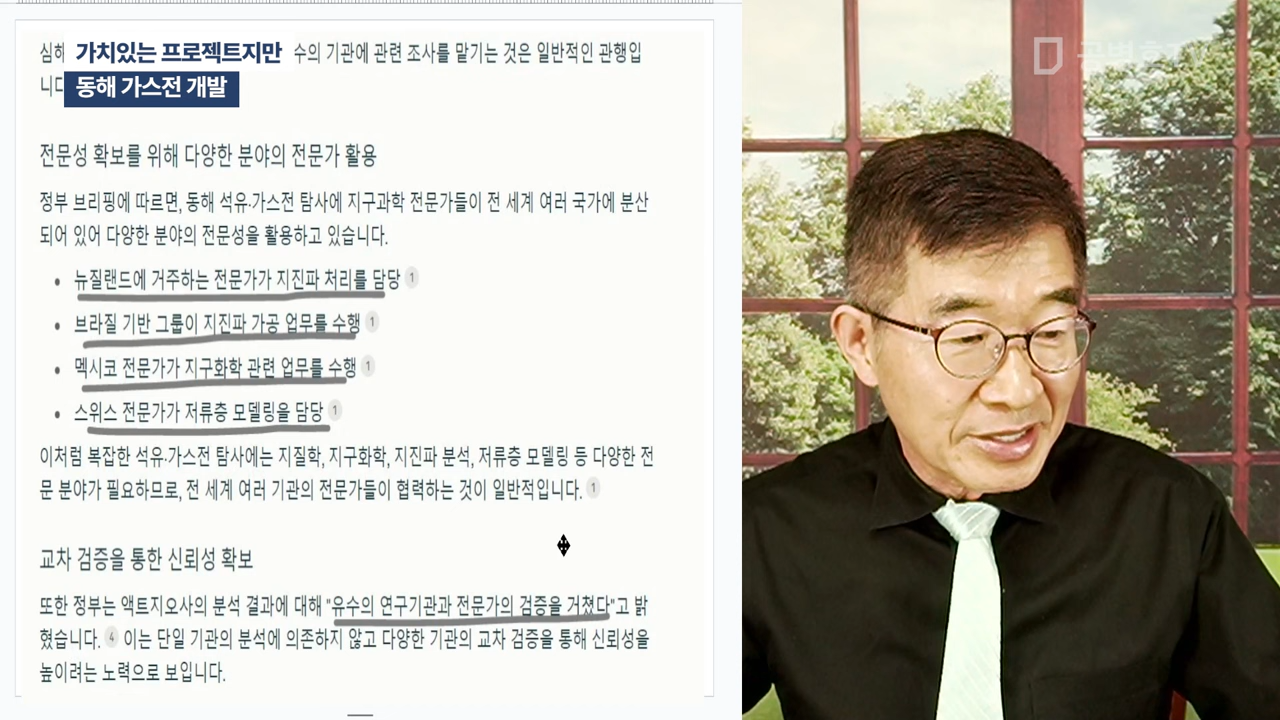 가치있는 프로젝트지만
동해 가스전 개발
심해 수의 기관에 관련 조사를 맡기는 것은 일반적인 관행입
니다
전문성 확보를 위해 다양한 분야의 전문가 활용
정부 브리핑에 따르면, 동해 석유·가스전 탐사에 지구과학 전문가들이 전 세계 여러 국가에 분산
되어 있어 다양한 분야의 전문성을 활용하고 있습니다.
• 뉴질랜드에 거주하는 전문가가 지진파 처리를 담당 1
• 브라질 기반 그룹이 지진파 가공 업무를 수행 1
• 멕시코 전문가가 지구화학 관련 업무를 수행 1
• 스위스 전문가가 저류층 모델링을 담당 1
이처럼 복잡한 석유·가스전 탐사에는 지질학, 지구화학, 지진파 분석, 저류층 모델링 등 다양한 전
문 분야가 필요하므로, 전 세계 여러 기관의 전문가들이 협력하는 것이 일반적입니다. 1
교차 검증을 통한 신뢰성 확보
또한 정부는 액트지오사의 분석 결과에 대해 "유수의 연구기관과 전문가의 검증을 거쳤다"고 밝
혔습니다. 4 이는 단일 기관의 분석에 의존하지 않고 다양한 기관의 교차 검증을 통해 신뢰성을
높이려는 노력으로 보입니다.